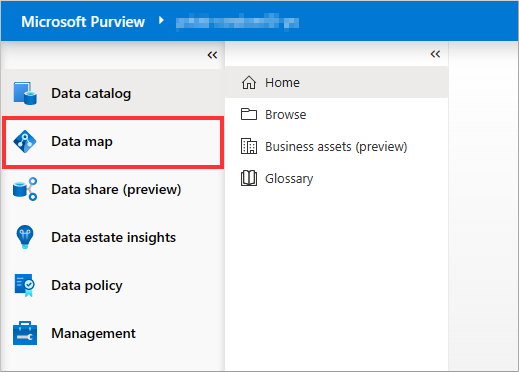 Microsoft Purview
Data catalog
Data map
Data share (preview)
Data estate insights
Data policy
Management
Home
Browse
Business assets (preview)
Glossary